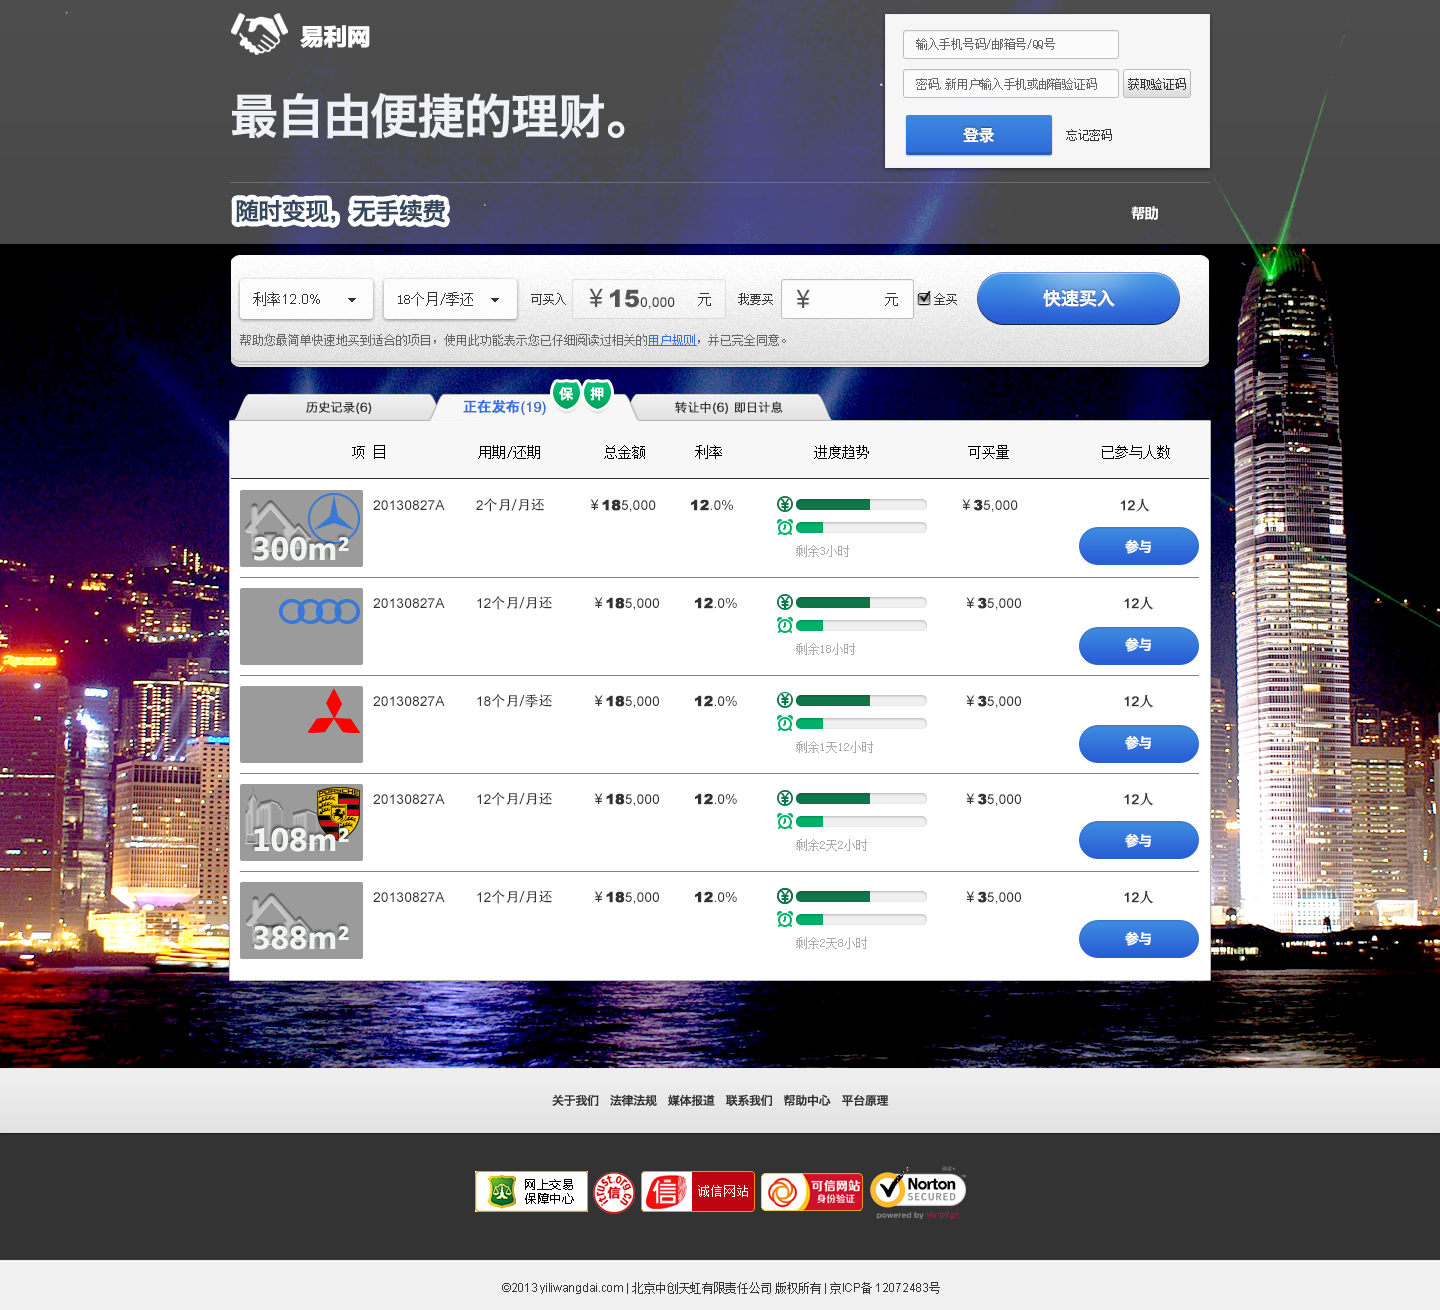 易利网
输入手机号码/邮箱号/QQ号
密码, 新用户输入手机或邮箱验证码 获取验证码
最自由便捷的理财。
登录 忘记密码
随时变现，无手续费
帮助
利率12.0% 18个月/季还 可买入 ￥150,000 元 我要买 ￥ 元 全买 快速买入
帮助您最简单快速地买到适合的项目，使用此功能表示您已仔细阅读过相关的用户规则，并已完全同意。
保 押
历史记录(6) 正在发布(19) 转让中(6) 即日计息
项 目 用期/还期 总金额 利率 进度趋势 可买量 已参与人数
20130827A 2个月/月还 ￥185,000 12.0% ￥35,000 12人
300m²
剩余3小时
参与
20130827A 12个月/月还 ￥185,000 12.0% ￥35,000 12人
剩余18小时
参与
20130827A 18个月/季还 ￥185,000 12.0% ￥35,000 12人
剩余1天12小时
参与
PORSCHE
20130827A 12个月/月还 ￥185,000 12.0% ￥35,000 12人
108m²
剩余2天2小时
参与
20130827A 12个月/月还 ￥185,000 12.0% ￥35,000 12人
388m²
剩余2天8小时
参与
关于我们 法律法规 媒体报道 联系我们 帮助中心 平台原理
网上交易
保障中心
itrust.org.cn
信
信 诚信网站
可信网站
身份验证
Norton
SECURED
powered by VeriSign
©2013 yiliwangdai.com | 北京中创天虹有限责任公司 版权所有 | 京ICP备 12072483号